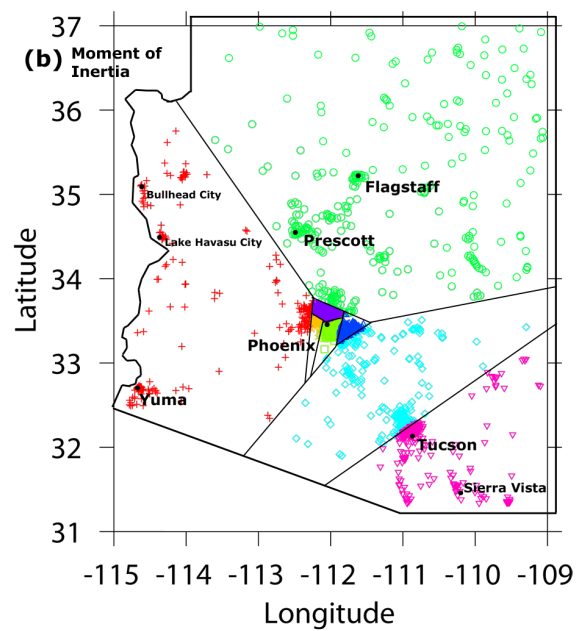 (b) Moment of
Inertia
37
36
35
34
33
32
31
Latitude
Bullhead City
Flagstaff
Lake Havasu City
Prescott
Phoenix
Yuma
Tucson
Sierra Vista
-115 -114 -113 -112 -111 -110 -109
Longitude